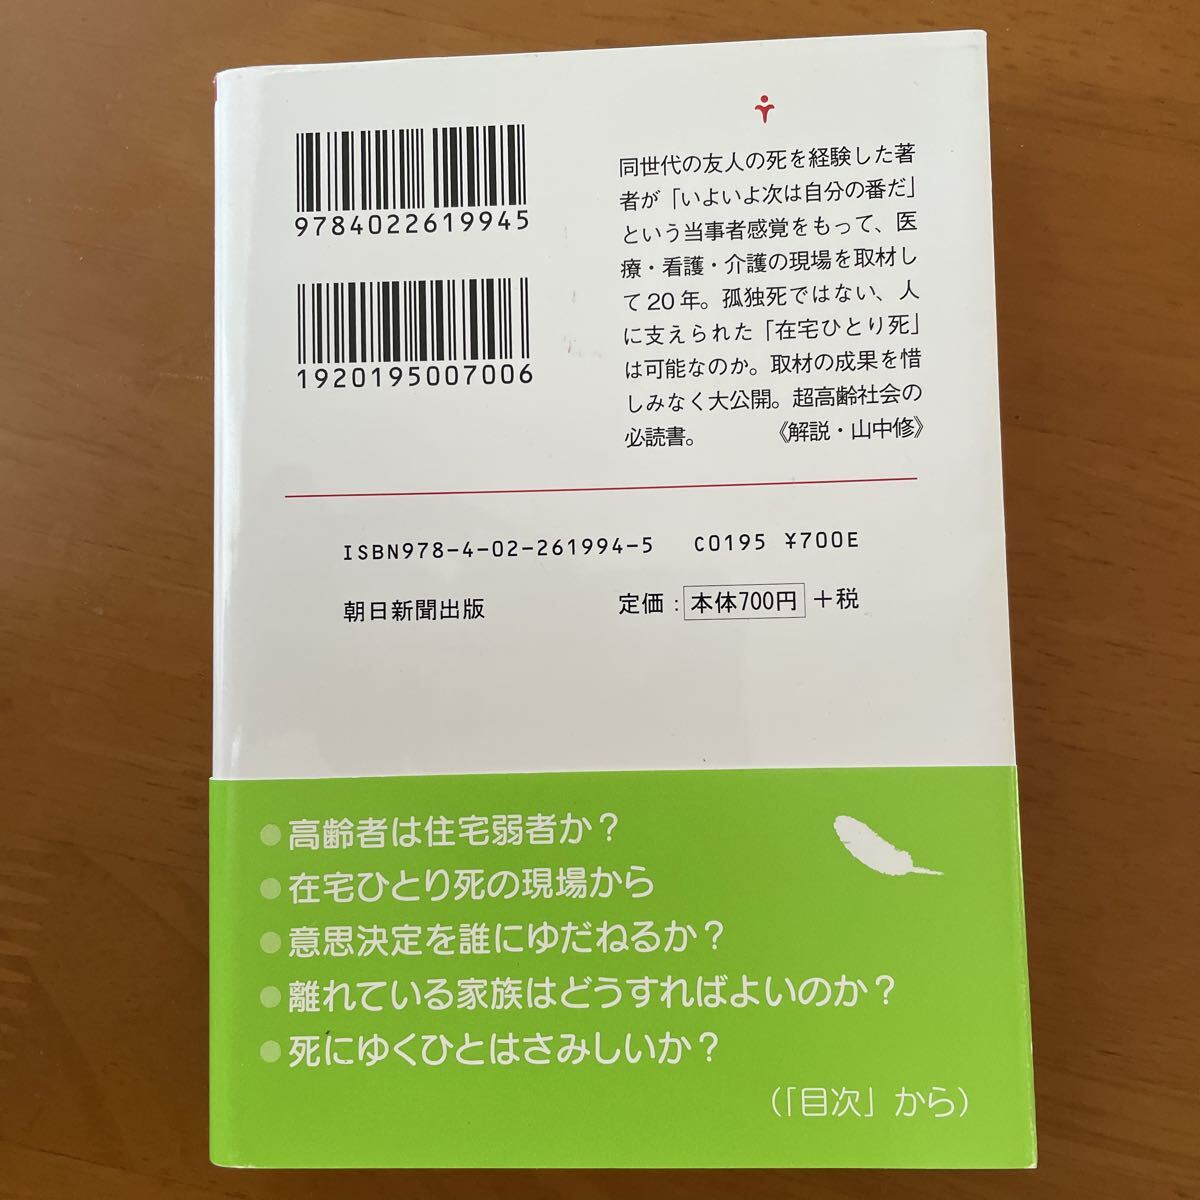 9784022619945
1920195007006
同世代の友人の死を経験した著
者が「いよいよ次は自分の番だ」
という当事者感覚をもって、医
療・看護・介護の現場を取材し
て20年。孤独死ではない、人
に支えられた「在宅ひとり死」
は可能なのか。取材の成果を惜
しみなく大公開。超高齢社会の
必読書。 《解説・山中修》
ISBN978-4-02-261994-5 C0195 ¥700E
朝日新聞出版 定価：本体700円＋税
●高齢者は住宅弱者か？
●在宅ひとり死の現場から
●意思決定を誰にゆだねるか？
●離れている家族はどうすればよいのか？
●死にゆくひとはさみしいか？
（「目次」から）